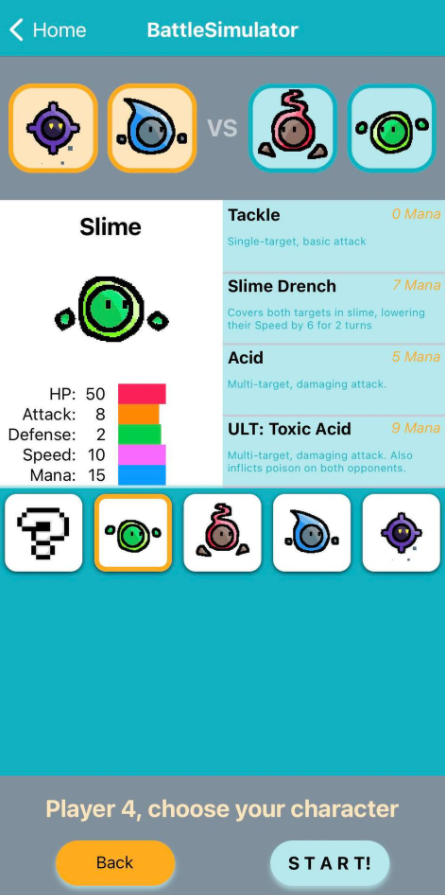 Home
BattleSimulator
VS
Slime
HP: 50
Attack: 8
Defense: 2
Speed: 10
Mana: 15
Tackle
0 Mana
Single-target, basic attack
Slime Drench
7 Mana
Covers both targets in slime, lowering
their Speed by 6 for 2 turns
Acid
5 Mana
Multi-target, damaging attack.
ULT: Toxic Acid
9 Mana
Multi-target, damaging attack. Also
inflicts poison on both opponents.
Player 4, choose your character
Back
START!